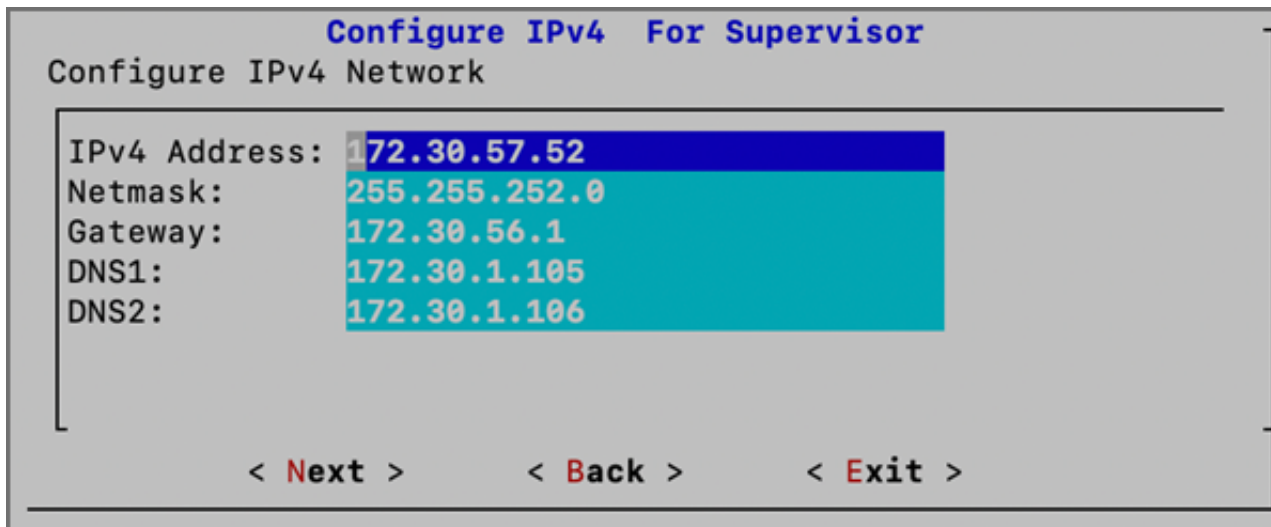 Configure IPv4  For Supervisor
Configure IPv4 Network
IPv4 Address: 172.30.57.52
Netmask: 255.255.252.0
Gateway: 172.30.56.1
DNS1: 172.30.1.105
DNS2: 172.30.1.106
< Next > < Back > < Exit >